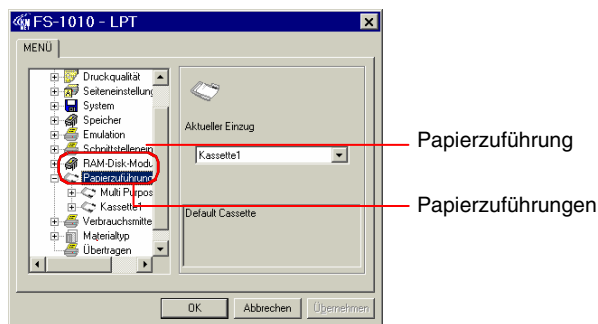 FS-1010 - LPT
MENÜ
Druckqualität
Seiteneinstellung
System
Speicher
Emulation
Schnittstellenein
RAM-Disk-Modu
Papierzuführung
Multi Purpos
Kassette1
Verbrauchsmitte
Materialtyp
Übertragen
Aktueller Einzug
Kassette1
Default Cassette
OK
Abbrechen
Übernehmen
Papierzuführung
Papierzuführungen